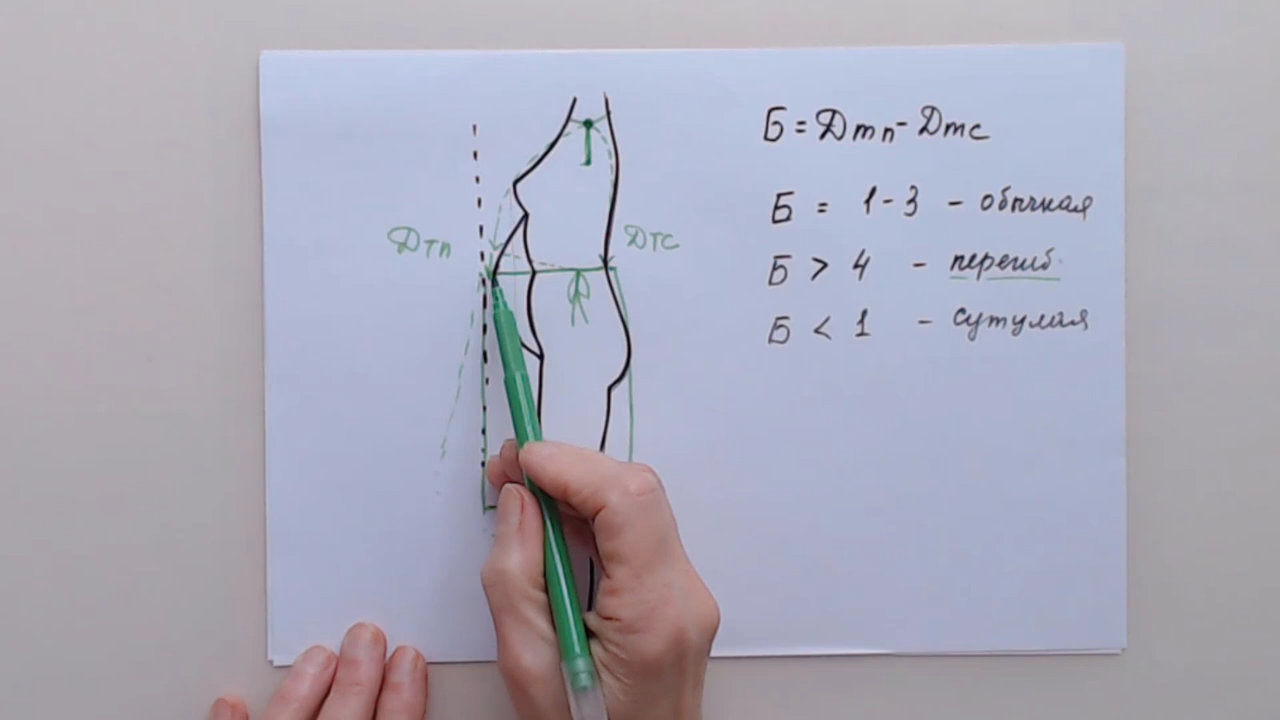 Б = Дтп - Дтс
Б = 1 - 3 - обычная
Б > 4 - перегиб.
Б < 1 - сутулая
Дтп
Дтс